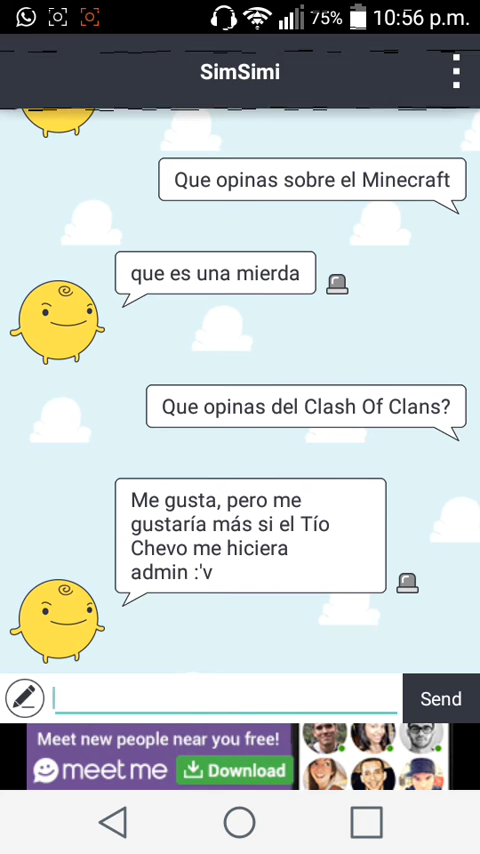 75% 10:56 p.m.
SimSimi
Que opinas sobre el Minecraft
que es una mierda
Que opinas del Clash Of Clans?
Me gusta, pero me
gustaría más si el Tío
Chevo me hiciera
admin :'v
Send
Meet new people near you free!
meetme Download